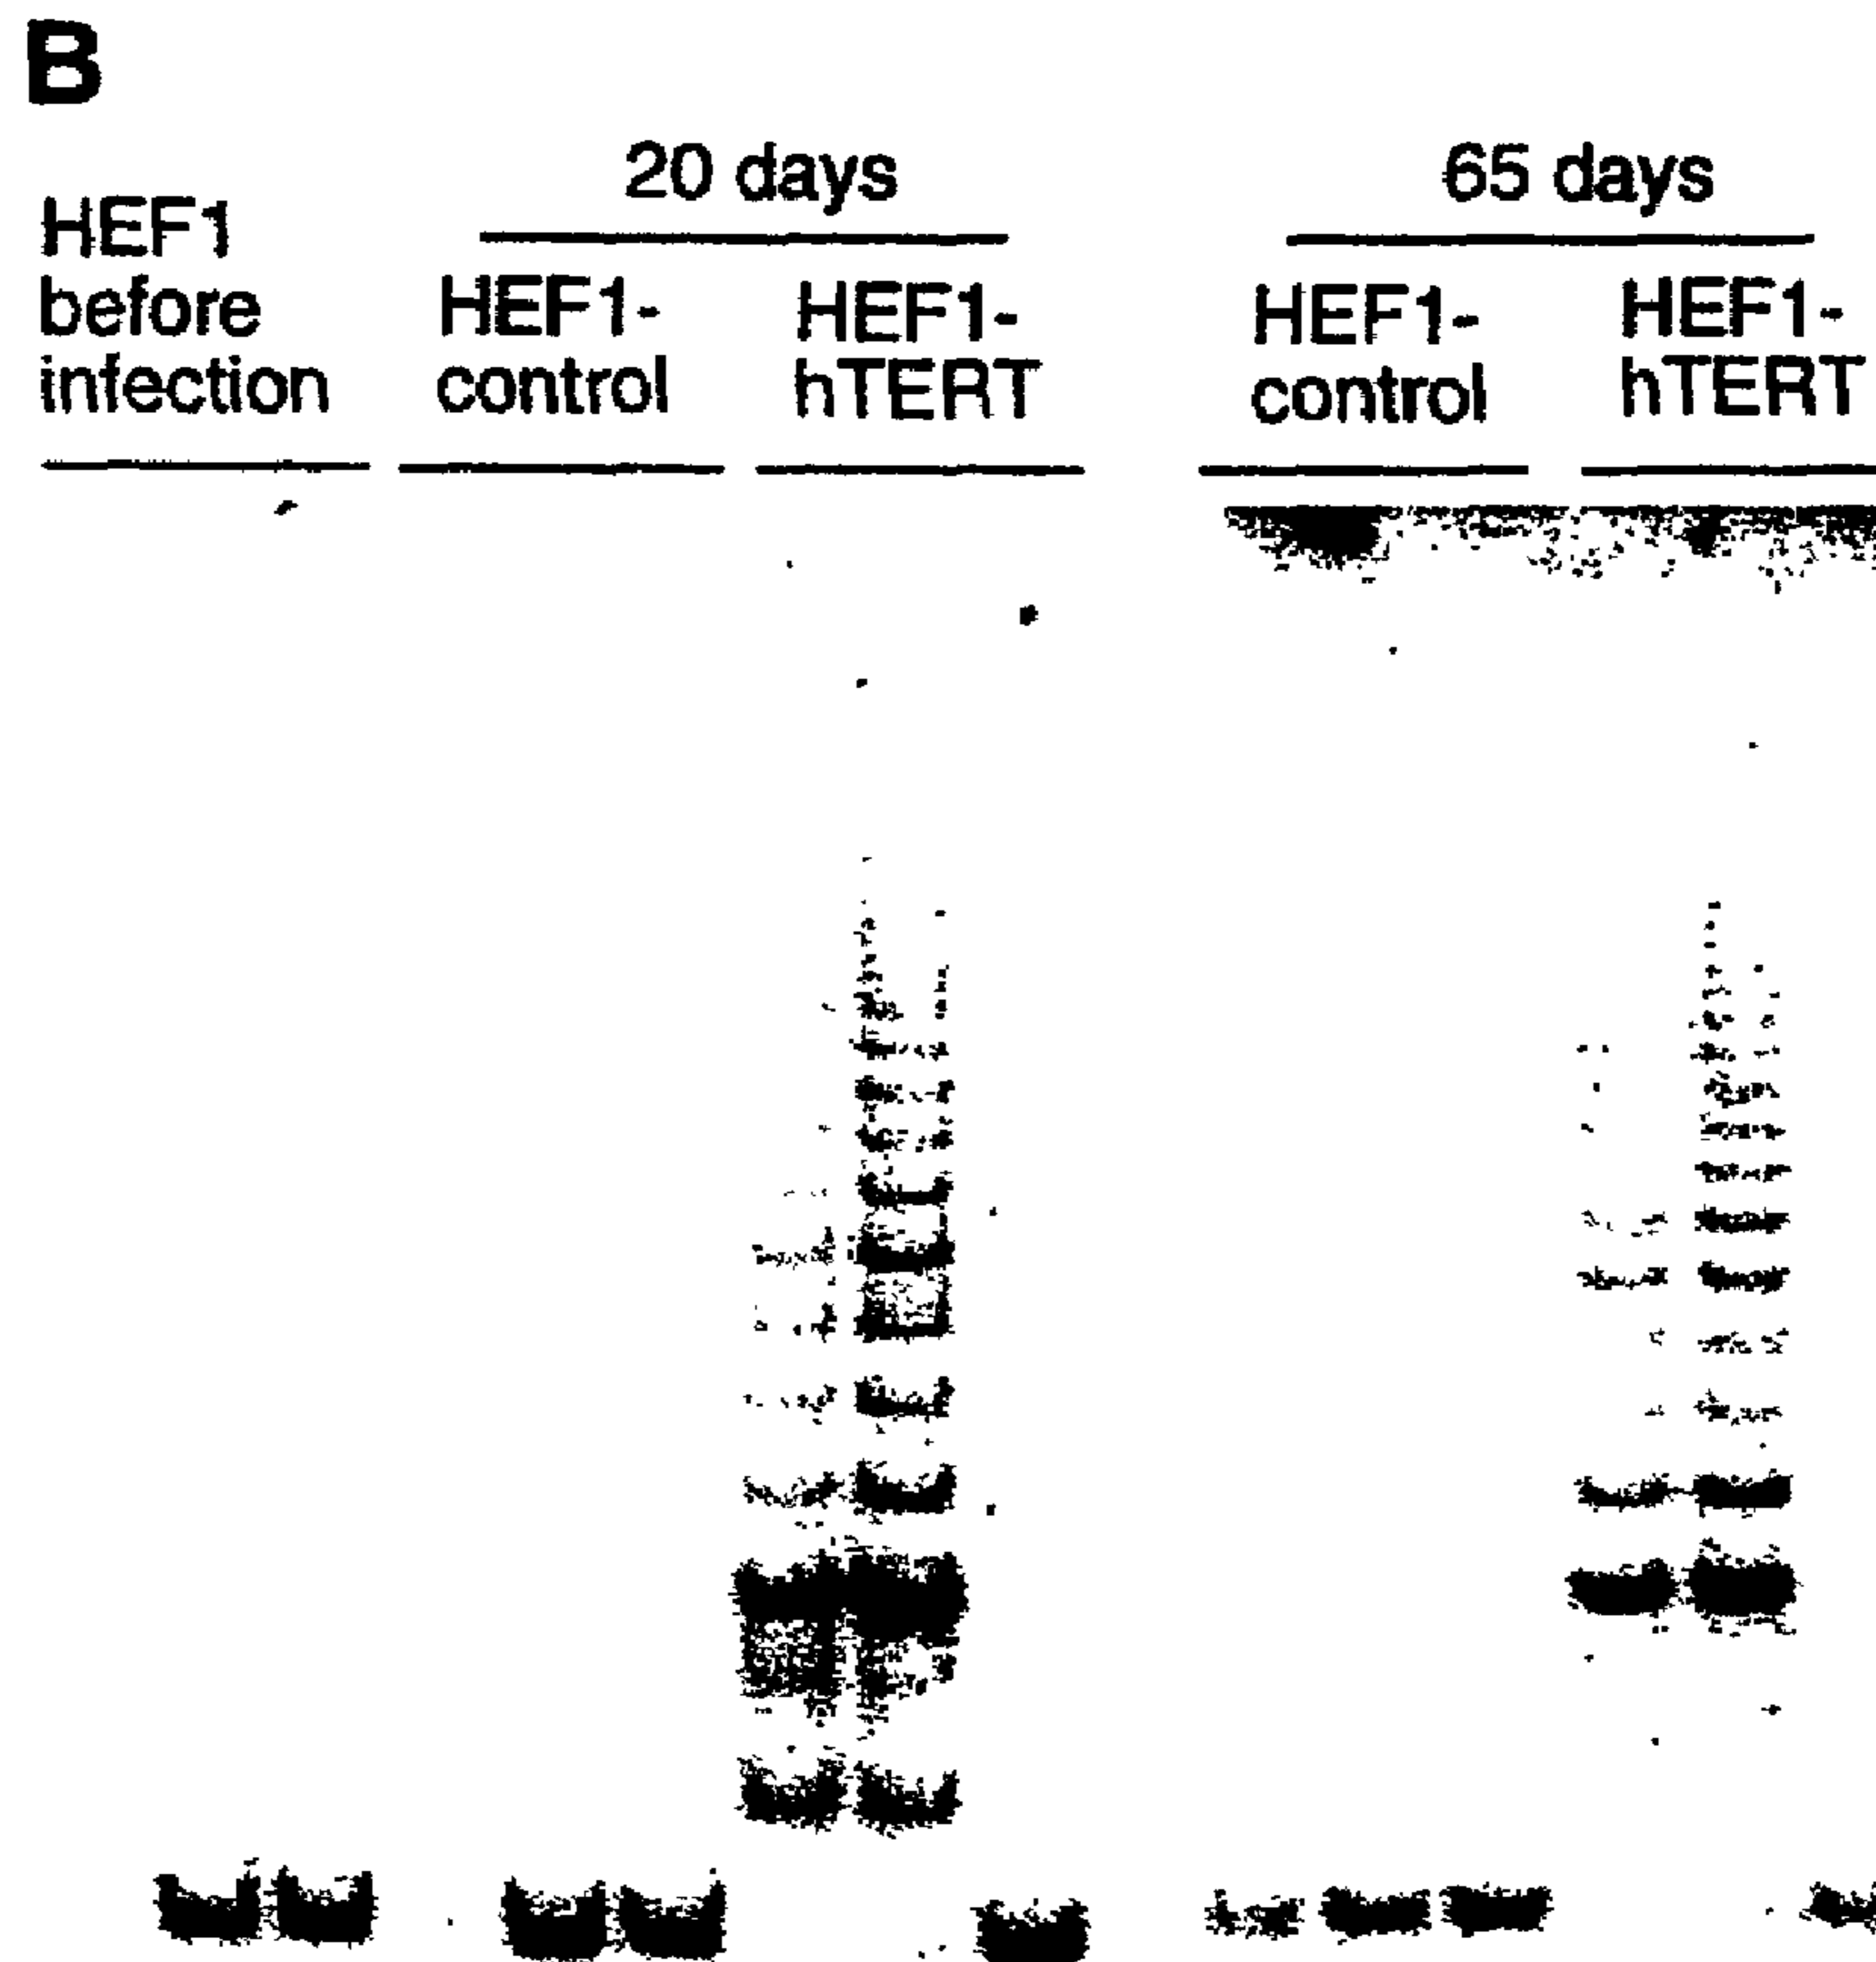 B
20 days
65 days
HEF1
before
infection
HEF1-
control
HEF1-
hTERT
HEF1-
control
HEF1-
hTERT